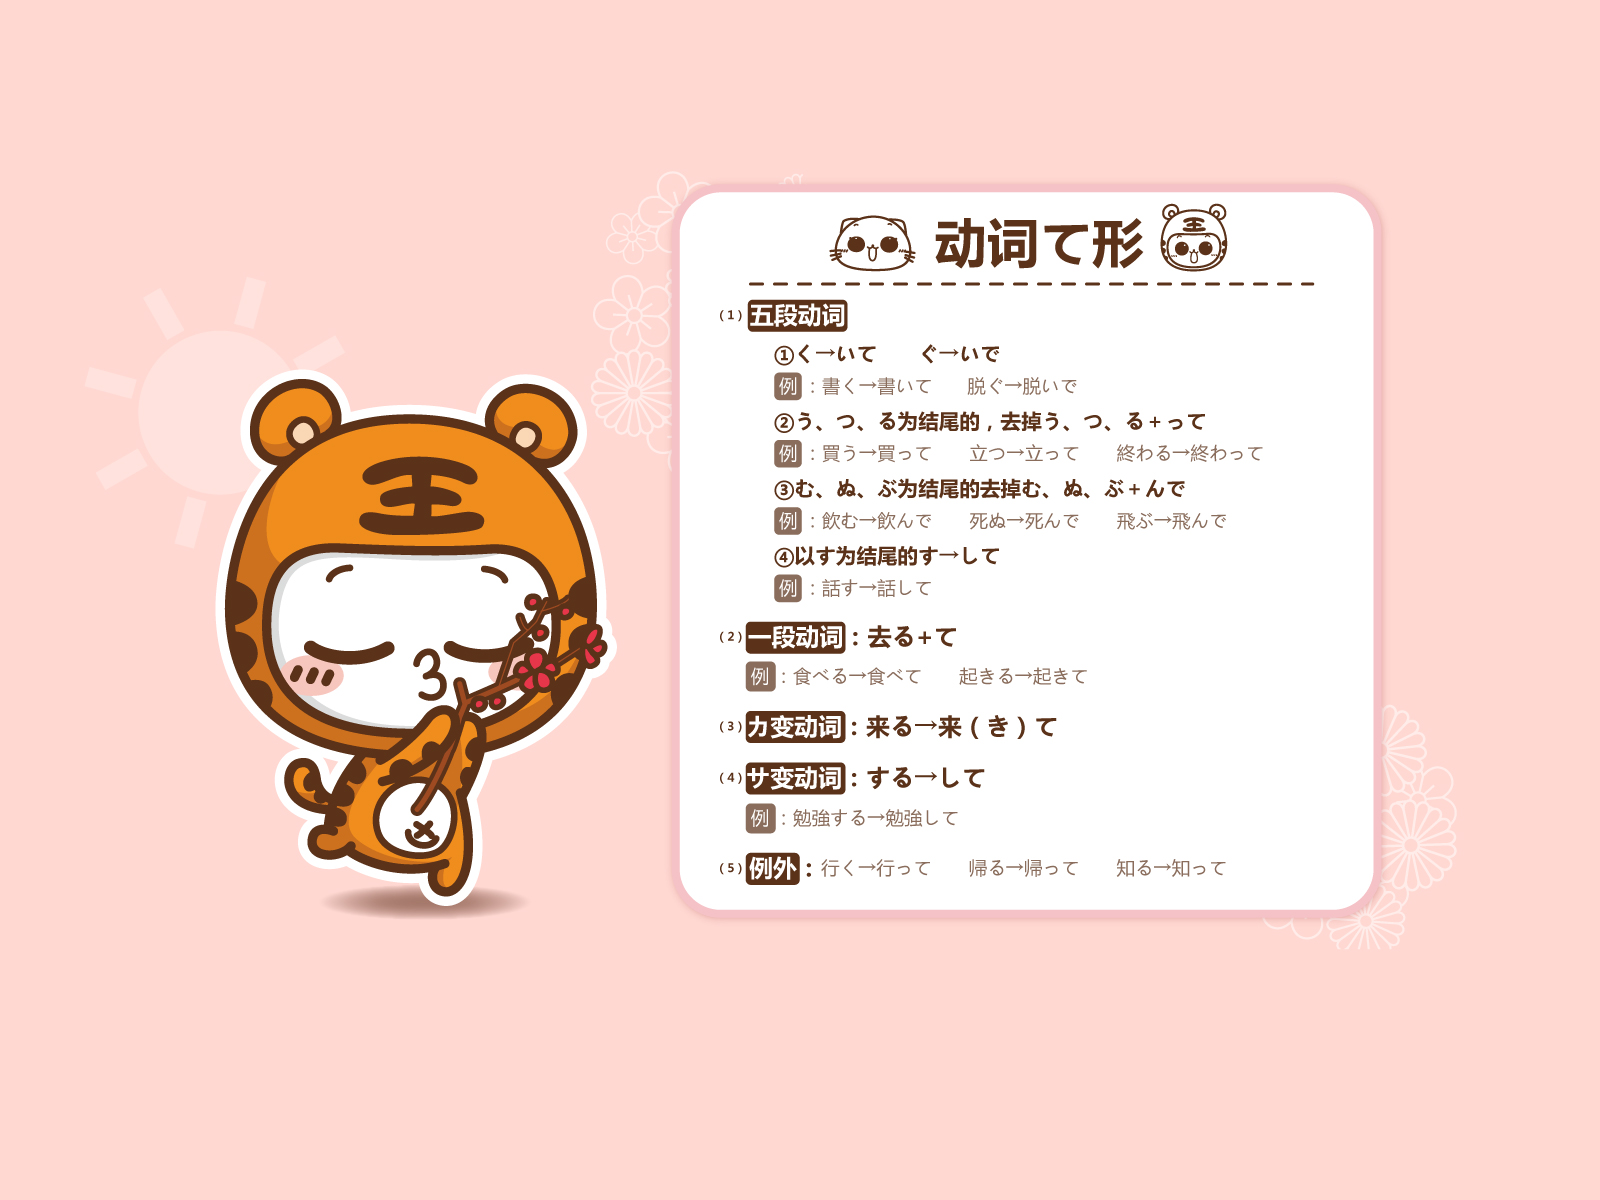 动词て形
（1）五段动词
①く→いて　ぐ→いで
例：書く→書いて　脱ぐ→脱いで
②う、つ、る为结尾的，去掉う、つ、る+って
例：買う→買って　立つ→立って　終わる→終わって
③む、ぬ、ぶ为结尾的去掉む、ぬ、ぶ+んで
例：飲む→飲んで　死ぬ→死んで　飛ぶ→飛んで
④以す为结尾的す→して
例：話す→話して
（2）一段动词：去る+て
例：食べる→食べて　起きる→起きて
（3）カ变动词：来る→来（き）て
（4）サ变动词：する→して
例：勉強する→勉強して
（5）例外：行く→行って　帰る→帰って　知る→知って